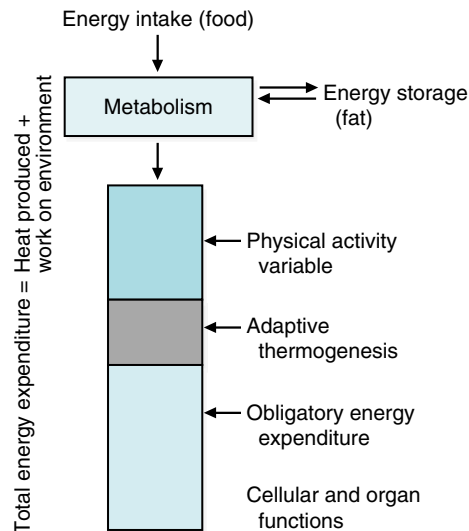 Energy intake (food)
Metabolism
Energy storage
(fat)
Total energy expenditure = Heat produced +
work on environment
Physical activity
variable
Adaptive
thermogenesis
Obligatory energy
expenditure
Cellular and organ
functions